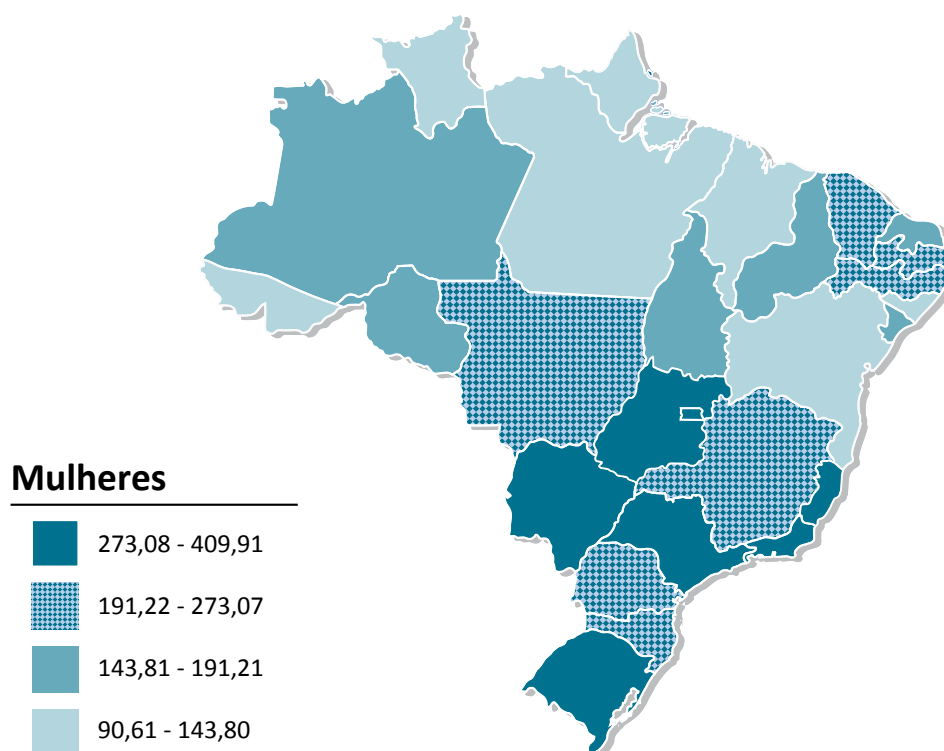 Mulheres
273,08 - 409,91
191,22 - 273,07
143,81 - 191,21
90,61 - 143,80